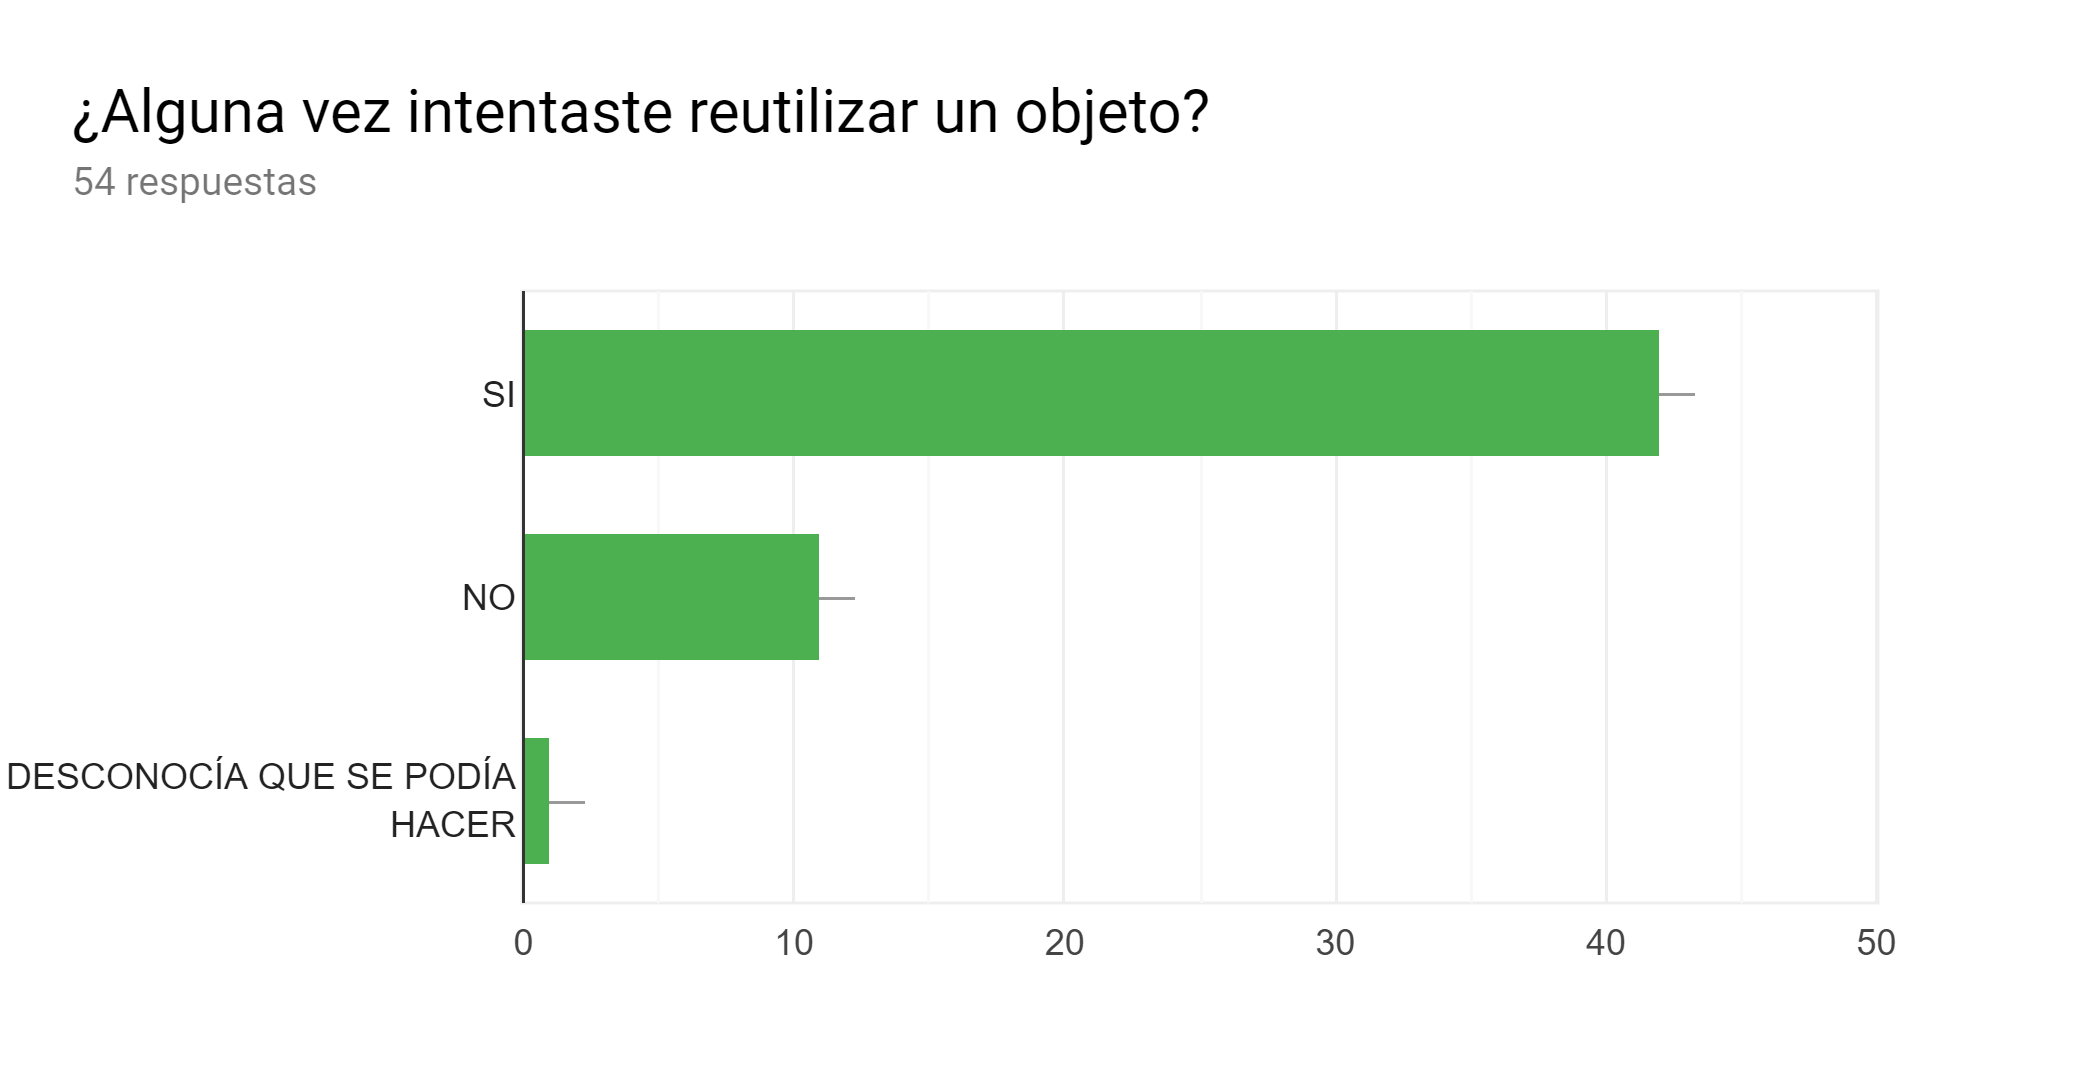 ¿Alguna vez intentaste reutilizar un objeto?
54 respuestas
SI
NO
DESCONOCÍA QUE SE PODÍA
HACER
0 10 20 30 40 50